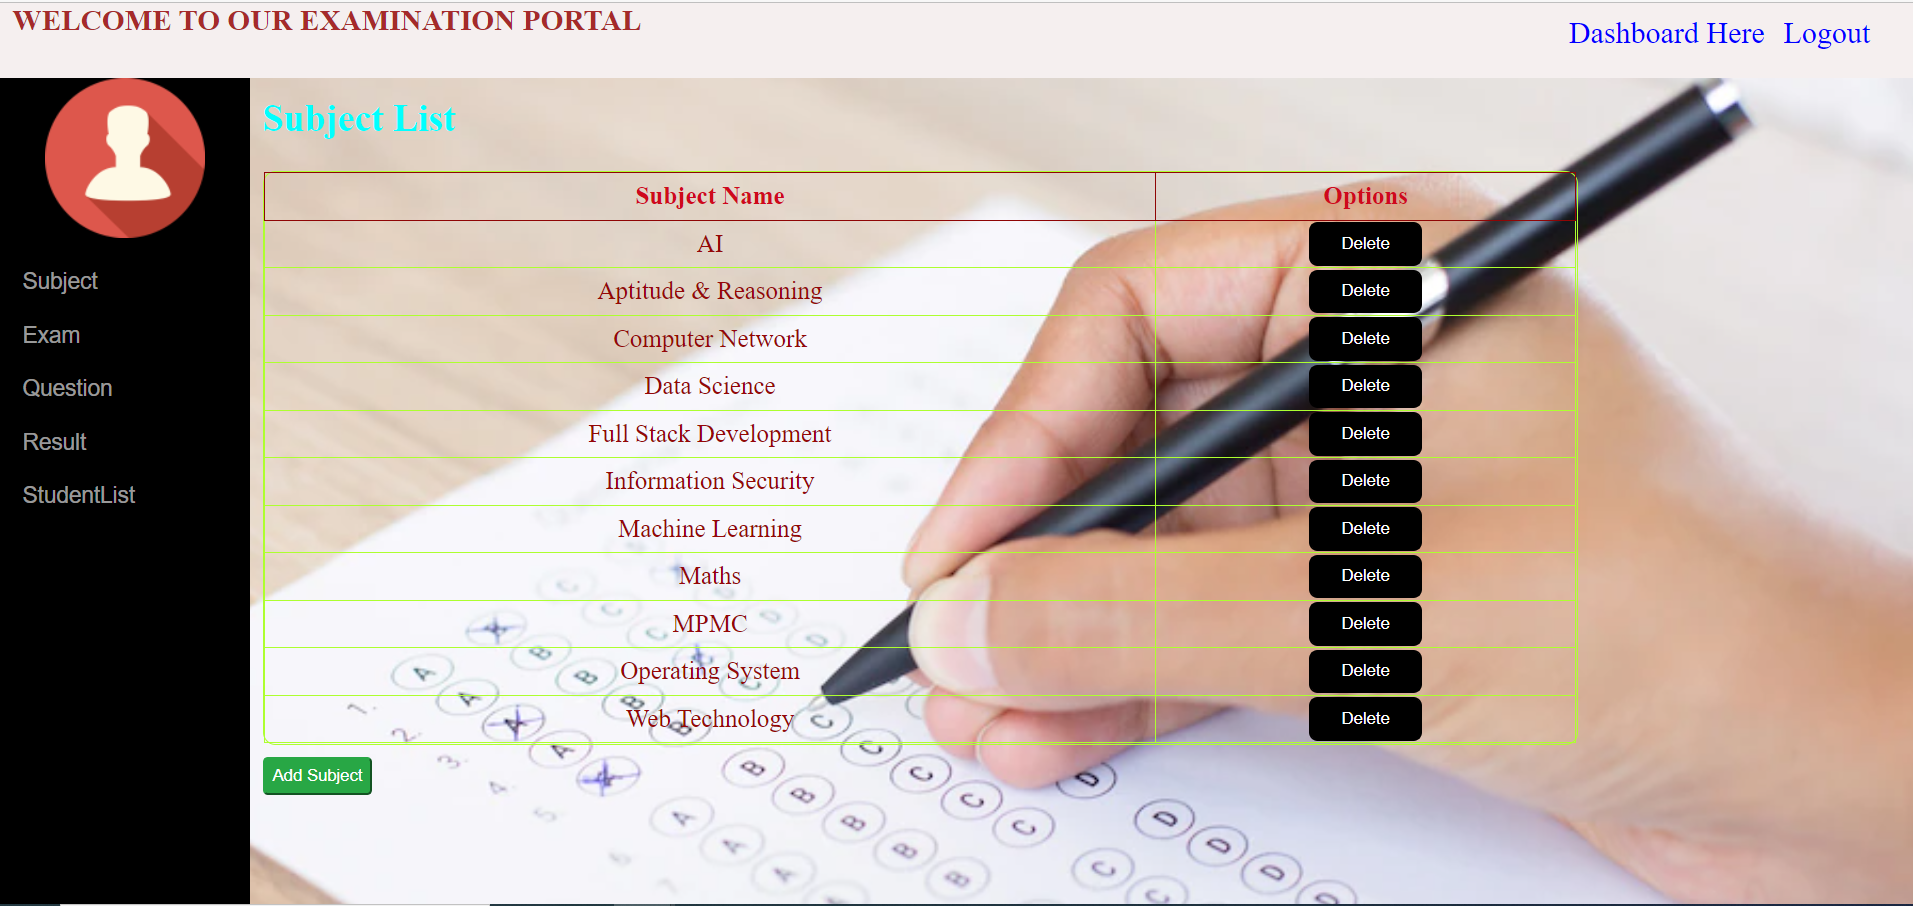 WELCOME TO OUR EXAMINATION PORTAL
Dashboard Here Logout
Subject
Exam
Question
Result
StudentList
Subject List
Subject Name Options
AI Delete
Aptitude & Reasoning Delete
Computer Network Delete
Data Science Delete
Full Stack Development Delete
Information Security Delete
Machine Learning Delete
Maths Delete
MPMC Delete
Operating System Delete
Web Technology Delete
Add Subject